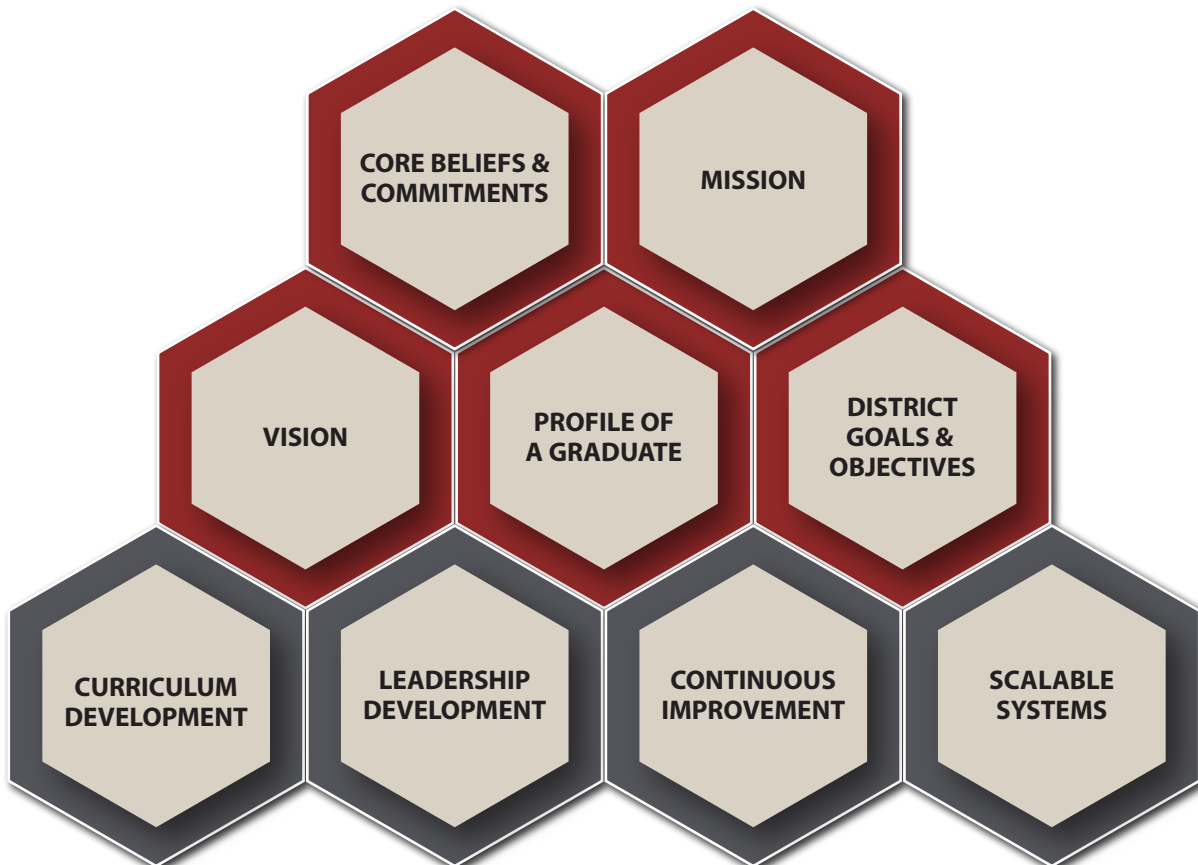 CORE BELIEFS &
COMMITMENTS
MISSION
VISION
PROFILE OF
A GRADUATE
DISTRICT
GOALS &
OBJECTIVES
CURRICULUM
DEVELOPMENT
LEADERSHIP
DEVELOPMENT
CONTINUOUS
IMPROVEMENT
SCALABLE
SYSTEMS